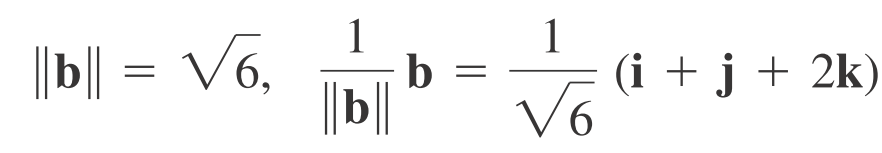 ‖b‖ = √6, 1/‖b‖ b = 1/√6 (i + j + 2k)